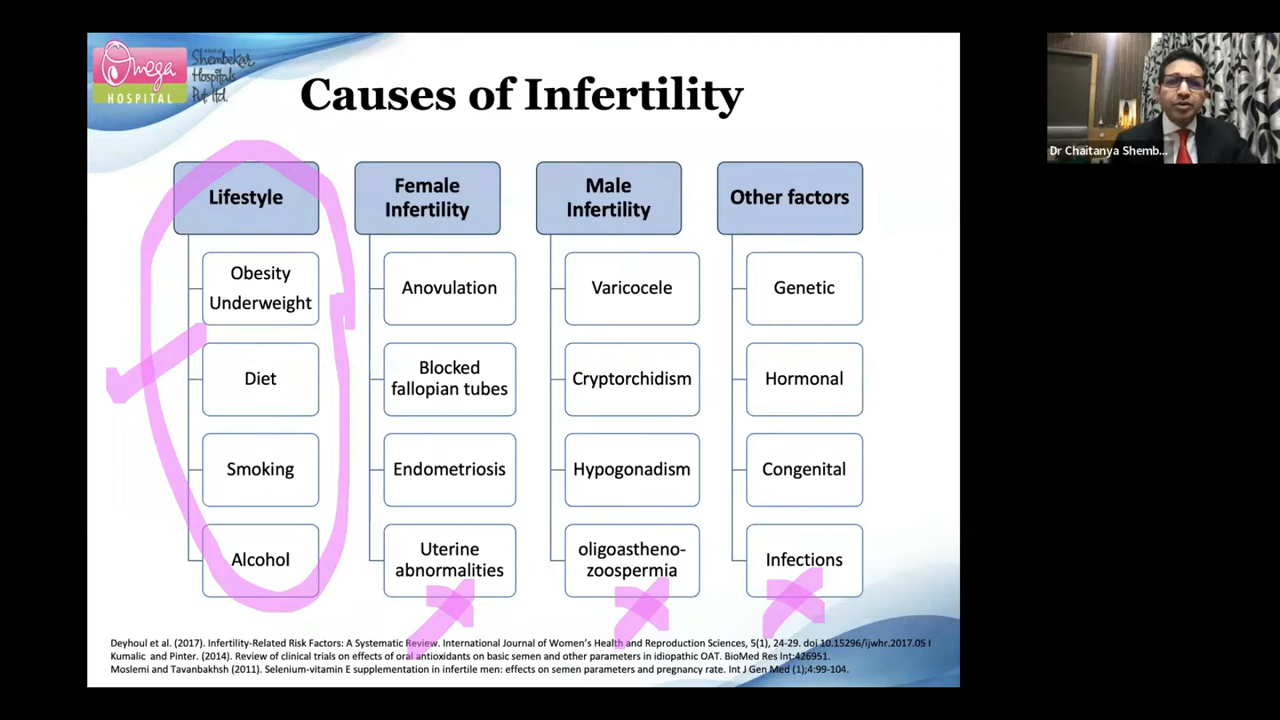 Omega
HOSPITAL
Shembekar
Hospitals
Pvt. Ltd.
Causes of Infertility
Lifestyle
Obesity
Underweight
Diet
Smoking
Alcohol
Female
Infertility
Anovulation
Blocked
fallopian tubes
Endometriosis
Uterine
abnormalities
Male
Infertility
Varicocele
Cryptorchidism
Hypogonadism
oligoastheno-
zoospermia
Other factors
Genetic
Hormonal
Congenital
Infections
Deyhoul et al. (2017). Infertility-Related Risk Factors: A Systematic Review. International Journal of Women's Health and Reproduction Sciences, 5(1), 24-29. doi 10.15296/ijwhr.2017.05 I
Kumalic and Pinter. (2014). Review of clinical trials on effects of oral antioxidants on basic semen and other parameters in idiopathic OAT. BioMed Res Int:426951.
Moslemi and Tavanbakhsh (2011). Selenium-vitamin E supplementation in infertile men: effects on semen parameters and pregnancy rate. Int J Gen Med (1);4:99-104.
Dr Chaitanya Shemb...